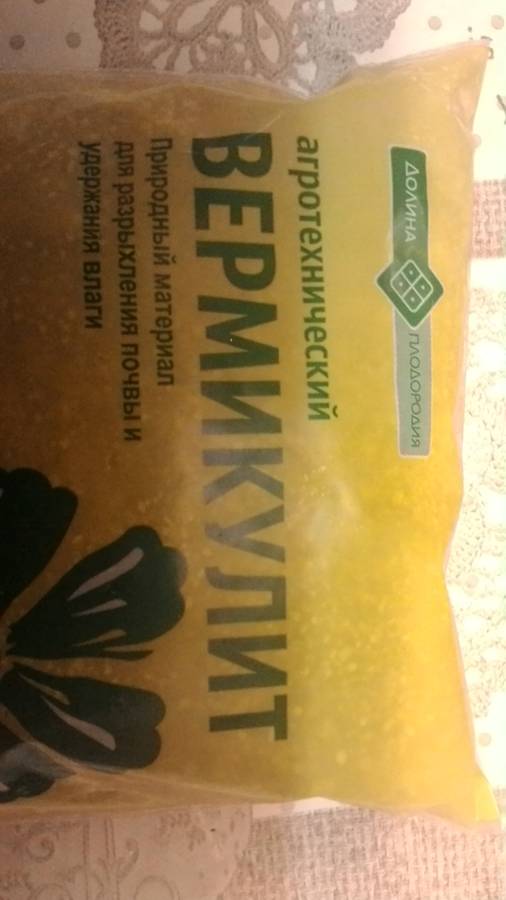 ДОЛИНА ПЛОДОРОДИЯ
агротехнический
ВЕРМИКУЛИТ
Природный материал
для разрыхления почвы и
удержания влаги